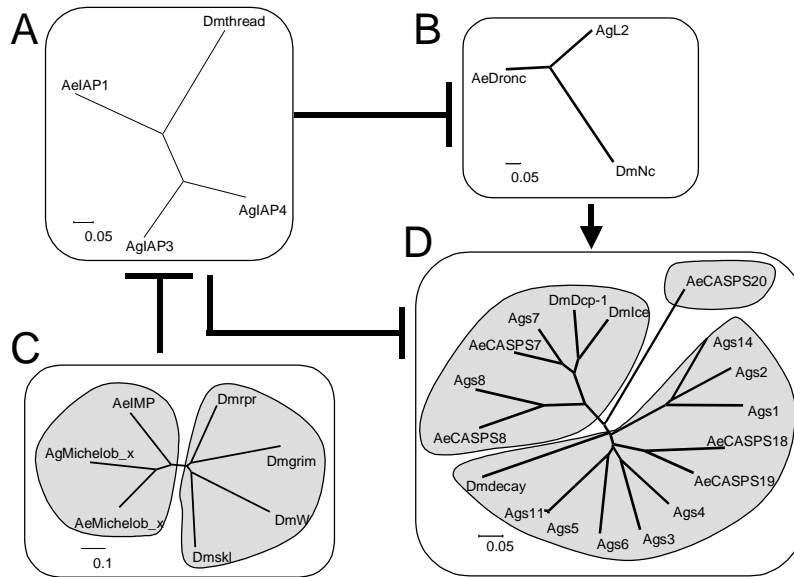 A
Dmthread
AeIAP1
AgIAP4
AgIAP3
0.05
B
AgL2
AeDronc
DmNc
0.05
C
AeIMP
Dmrpr
AgMichelob_x
Dmgrim
AeMichelob_x
DmW
Dmskl
0.1
D
AeCASPS20
DmDcp-1
DmIce
Ags7
AeCASPS7
Ags14
Ags8
Ags2
Ags1
AeCASPS8
AeCASPS18
Dmdecay
AeCASPS19
Ags11
Ags4
Ags5
Ags6
Ags3
0.05